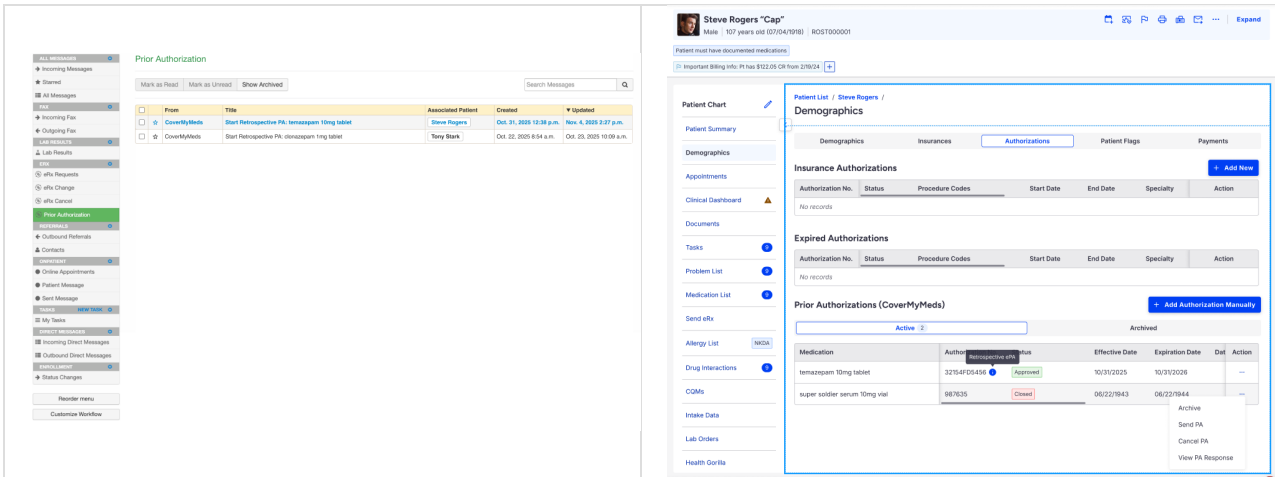 ALL MESSAGES
Incoming Messages
Starred
All Messages
FAX
Incoming Fax
Outgoing Fax
LAB RESULTS
Lab Results
ERX
eRx Requests
eRx Change
eRx Cancel
Prior Authorization
REFERRALS
Outbound Referrals
Contacts
ONPATIENT
Online Appointments
Patient Message
Sent Message
TASKS NEW TASK
My Tasks
DIRECT MESSAGES
Incoming Direct Messages
Outbound Direct Messages
ENROLLMENT
Status Changes
Reorder menu
Customize Workflow
Prior Authorization
Mark as Read Mark as Unread Show Archived Search Messages
From Title Associated Patient Created ▼ Updated
CoverMyMeds Start Retrospective PA: temazepam 10mg tablet Steve Rogers Oct. 31, 2025 12:38 p.m. Nov. 4, 2025 2:27 p.m.
CoverMyMeds Start Retrospective PA: clonazepam 1mg tablet Tony Stark Oct. 22, 2025 8:54 a.m. Oct. 23, 2025 10:09 a.m.
Steve Rogers "Cap"
Male 107 years old (07/04/1918) ROST000001
Expand
Patient must have documented medications
Important Billing Info: Pt has $122.05 CR from 2/19/24 +
Patient Chart
Patient Summary
Demographics
Appointments
Clinical Dashboard
Documents
Tasks 9
Problem List 9
Medication List 9
Send eRx
Allergy List NKDA
Drug Interactions 9
CQMs
Intake Data
Lab Orders
Health Gorilla
Patient List / Steve Rogers /
Demographics
Demographics Insurances Authorizations Patient Flags Payments
Insurance Authorizations + Add New
Authorization No. Status Procedure Codes Start Date End Date Specialty Action
No records
Expired Authorizations
Authorization No. Status Procedure Codes Start Date End Date Specialty Action
No records
Prior Authorizations (CoverMyMeds) + Add Authorization Manually
Active 2 Archived
Retrospective ePA
Medication Effective Date Expiration Date Dat Action
temazepam 10mg tablet 32154FD5456 Approved 10/31/2025 10/31/2026 ...
super soldier serum 10mg vial 987635 Closed 06/22/1943 06/22/1944 ...
Archive
Send PA
Cancel PA
View PA Response